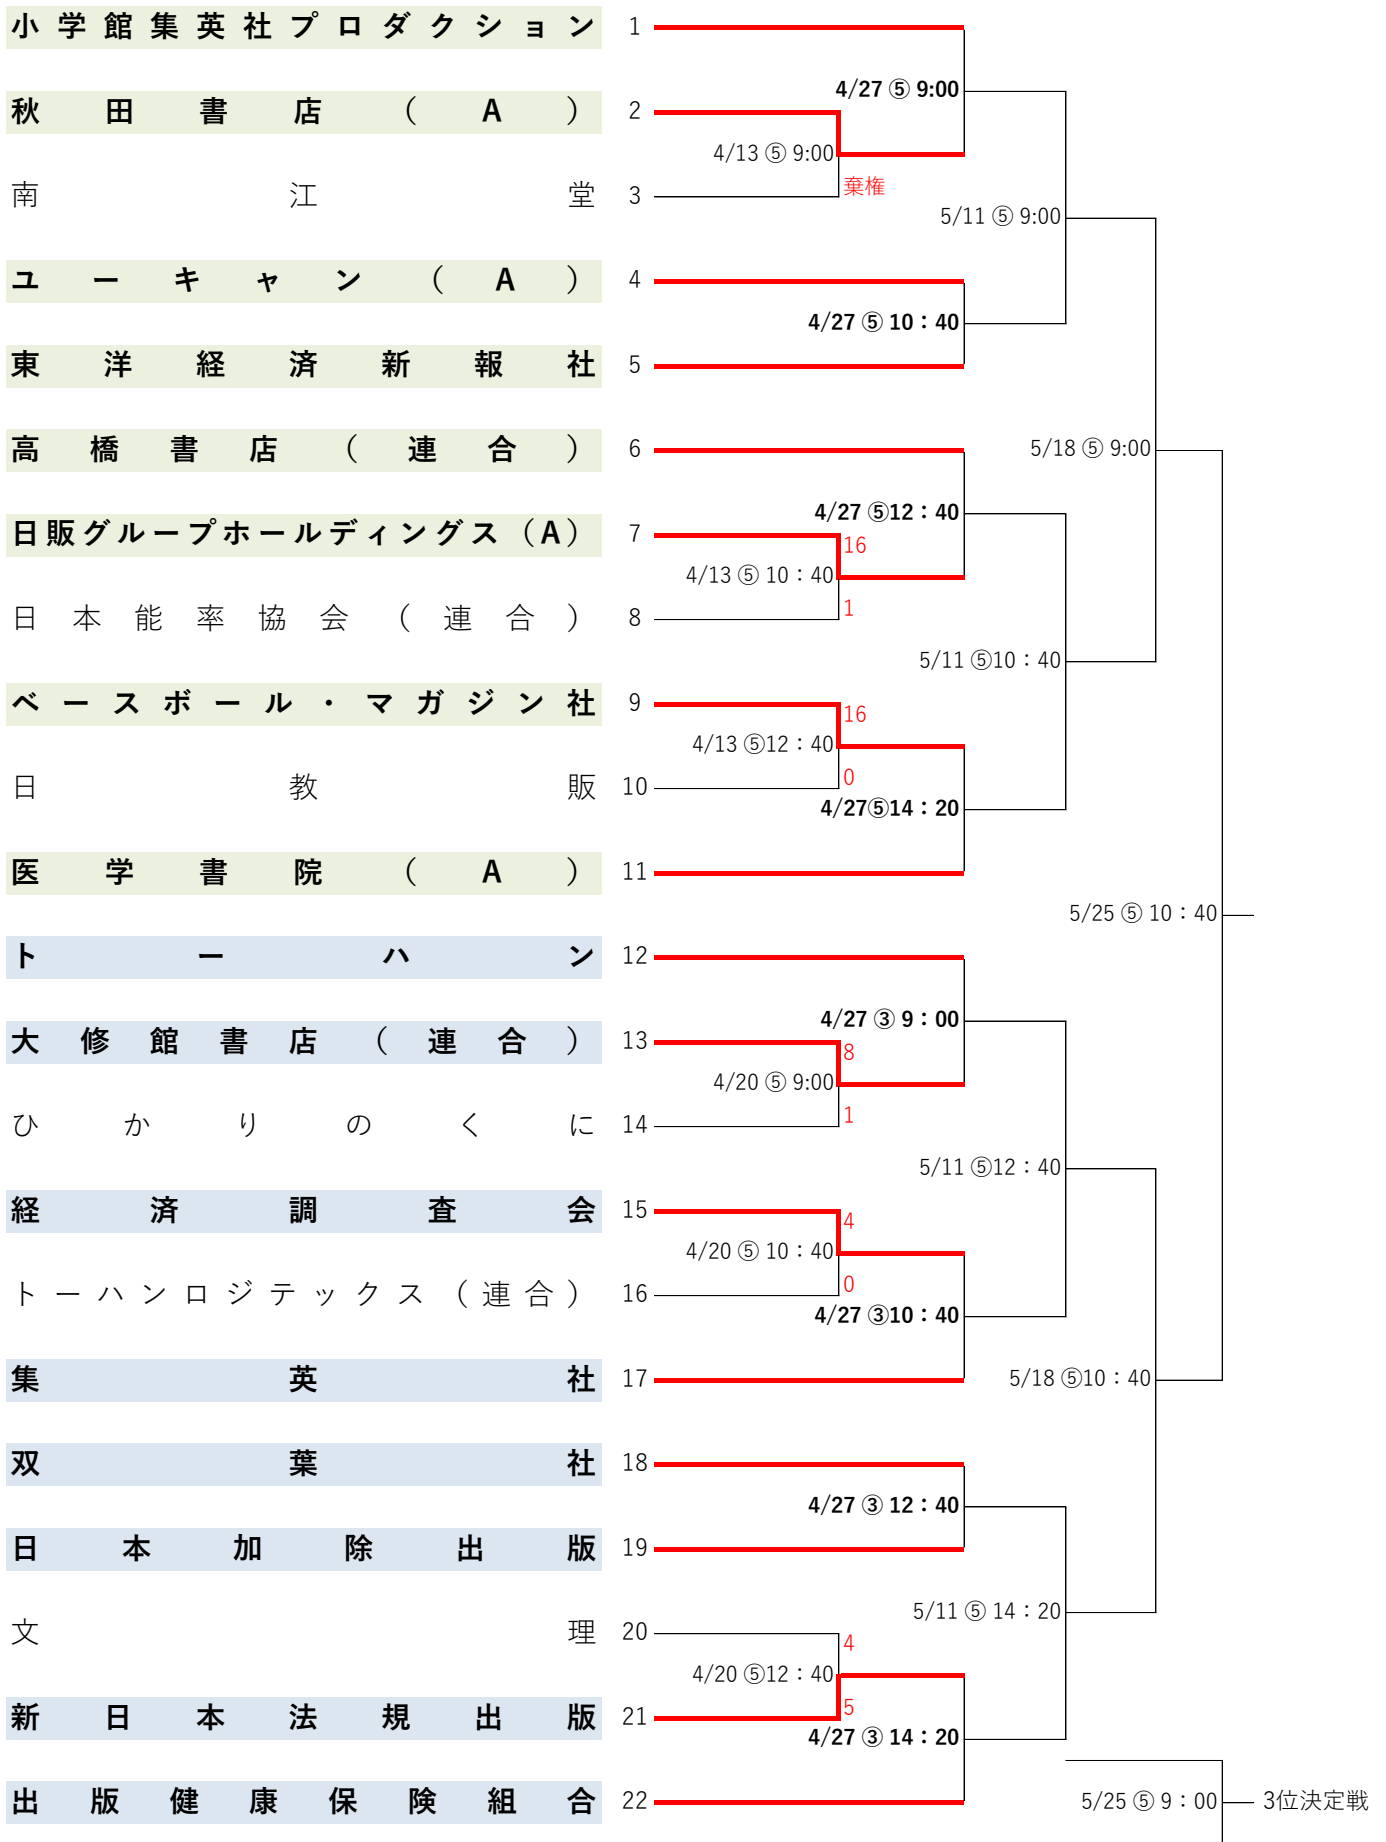 小学館集英社プロダクション 1
4/27 ⑤ 9:00
秋田書店(A) 2
4/13 ⑤ 9:00
棄権
南江堂 3
5/11 ⑤ 9:00
ユーキャン(A) 4
4/27 ⑤ 10：40
東洋経済新報社 5
高橋書店(連合) 6
5/18 ⑤ 9:00
4/27 ⑤12：40
日販グループホールディングス(A) 7
16
4/13 ⑤ 10：40
1
日本能率協会(連合) 8
5/11 ⑤10：40
ベースボール・マガジン社 9
16
4/13 ⑤12：40
0
日教販 10
4/27⑤14：20
医学書院(A) 11
5/25 ⑤ 10：40
トーハン 12
4/27 ③ 9：00
大修館書店(連合) 13
8
4/20 ⑤ 9:00
1
ひかりのくに 14
5/11 ⑤12：40
経済調査会 15
4
4/20 ⑤ 10：40
0
トーハンロジテックス(連合) 16
4/27 ③10：40
集英社 17
5/18 ⑤10：40
双葉社 18
4/27 ③ 12：40
日本加除出版 19
5/11 ⑤ 14：20
文理 20
4
4/20 ⑤12：40
5
新日本法規出版 21
4/27 ③ 14：20
出版健康保険組合 22
5/25 ⑤ 9：00
3位決定戦